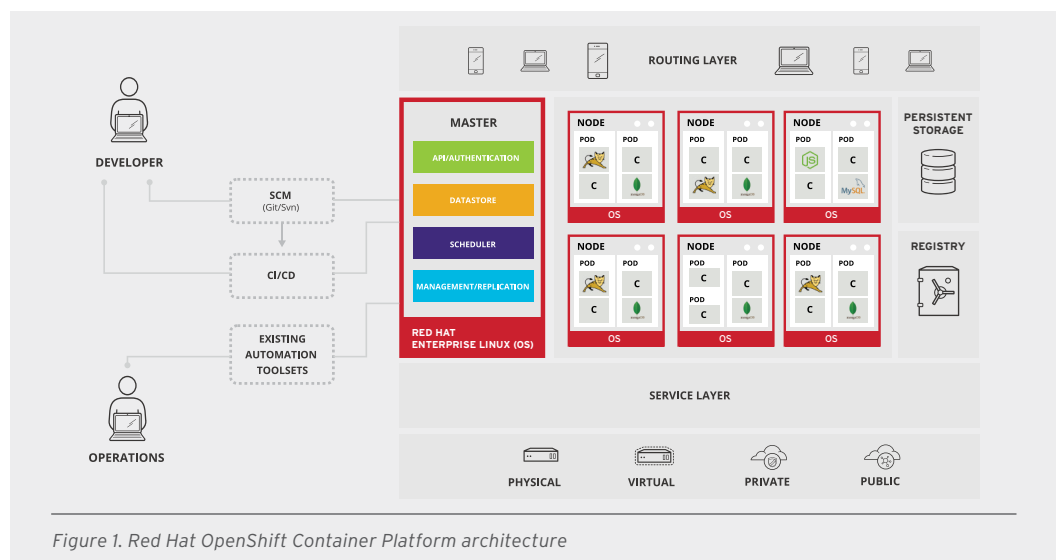 ROUTING LAYER
DEVELOPER
SCM
(Git/Svn)
CI/CD
EXISTING
AUTOMATION
TOOLSETS
OPERATIONS
MASTER
API/AUTHENTICATION
DATASTORE
SCHEDULER
MANAGEMENT/REPLICATION
RED HAT
ENTERPRISE LINUX (OS)
NODE
POD POD
C
C
OS
NODE
POD POD
C C
OS
NODE
POD POD
JS C
C MySQL
OS
NODE
POD POD
C
C
OS
NODE
POD POD
C C
POD
C
OS
NODE
POD POD
C
C
OS
PERSISTENT
STORAGE
REGISTRY
SERVICE LAYER
PHYSICAL
VIRTUAL
PRIVATE
PUBLIC
Figure 1. Red Hat OpenShift Container Platform architecture